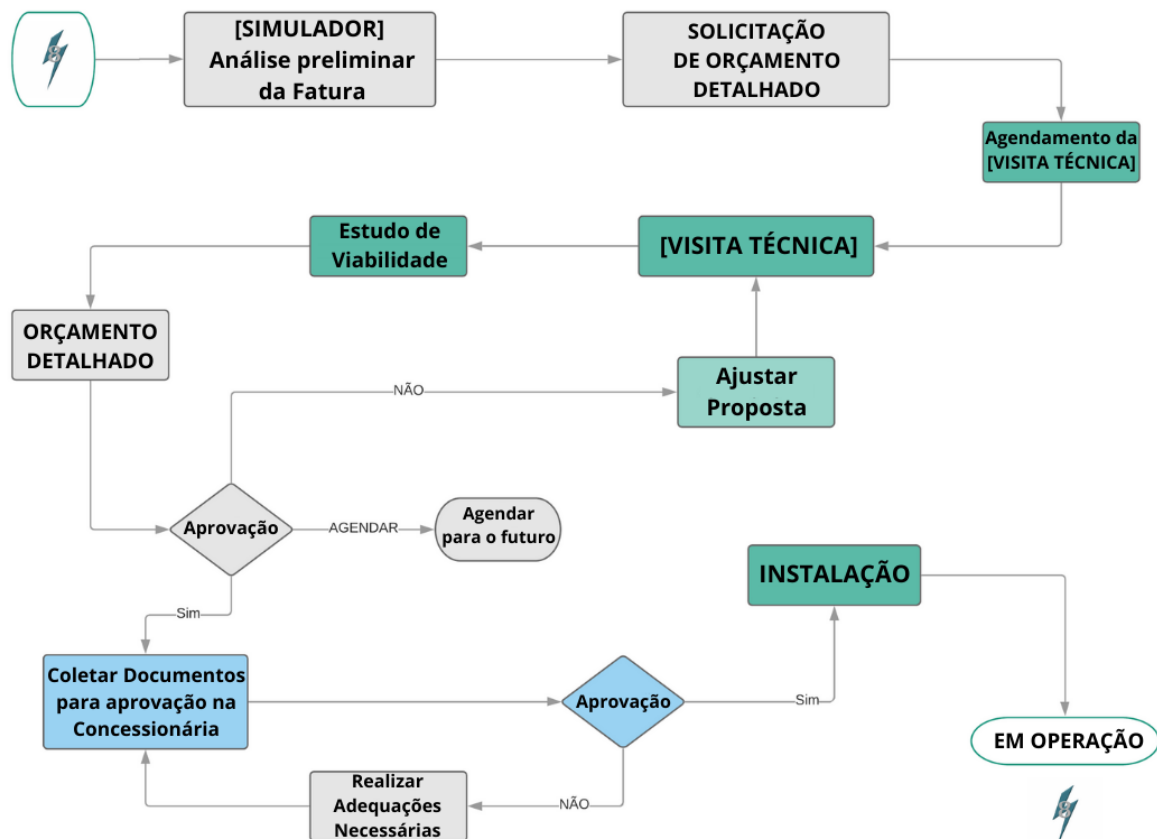 [SIMULADOR]
Análise preliminar
da Fatura
SOLICITAÇÃO
DE ORÇAMENTO
DETALHADO
Agendamento da
[VISITA TÉCNICA]
[VISITA TÉCNICA]
Estudo de
Viabilidade
ORÇAMENTO
DETALHADO
Ajustar
Proposta
NÃO
Aprovação
AGENDAR
Agendar
para o futuro
Sim
INSTALAÇÃO
Coletar Documentos
para aprovação na
Concessionária
Aprovação
Sim
EM OPERAÇÃO
NÃO
Realizar
Adequações
Necessárias